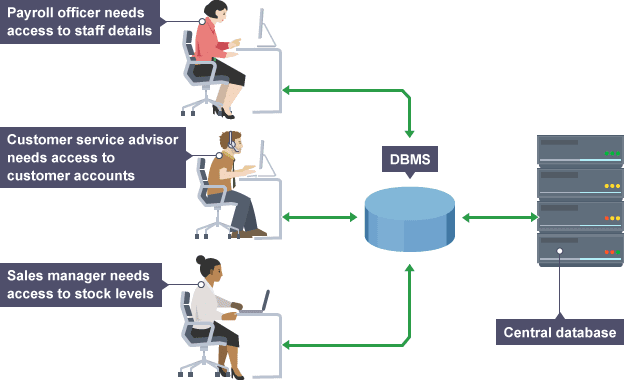 Payroll officer needs
access to staff details
Customer service advisor
needs access to
customer accounts
DBMS
Sales manager needs
access to stock levels
Central database